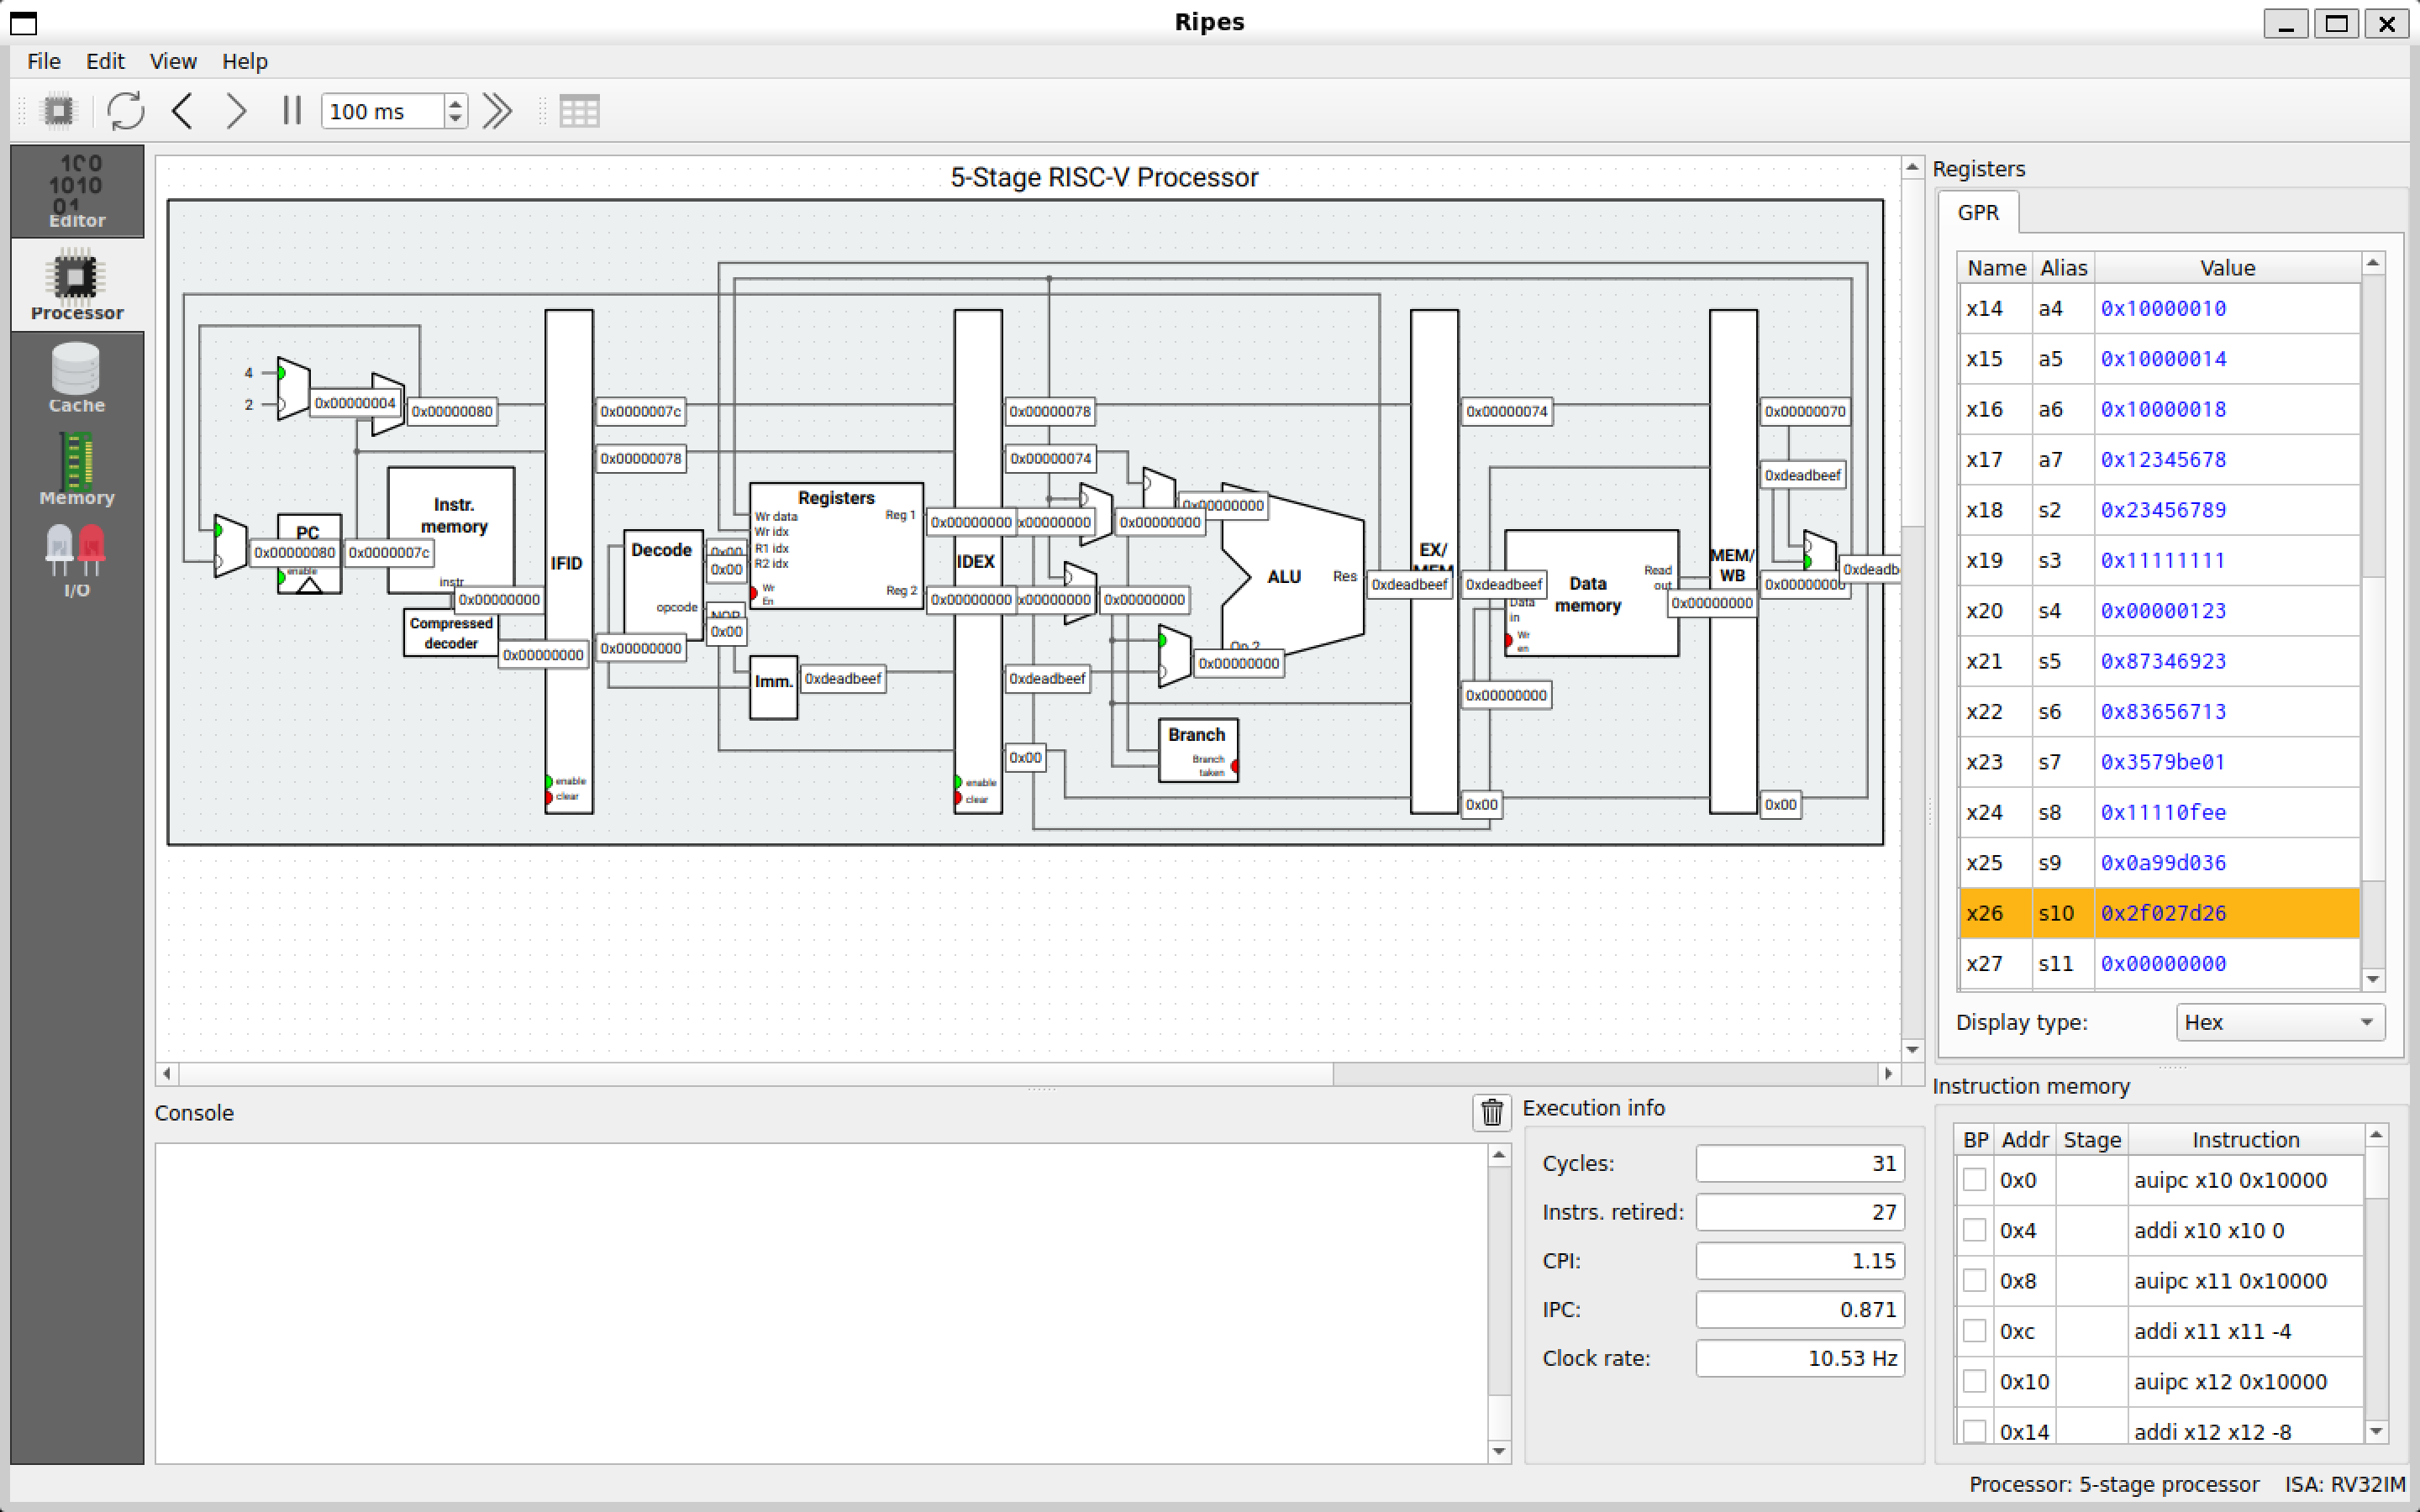 Ripes
File Edit View Help
100 ms
Editor
Processor
Cache
Memory
I/O
5-Stage RISC-V Processor
4
2
0x00000004
0x00000080
PC
enable
0x00000080
0x0000007c
Instr.
memory
instr
0x00000000
Compressed
decoder
0x00000000
IFID
enable
clear
0x0000007c
0x00000078
0x00000000
Decode
opcode
0x00
0x00
NOP
0x00
Registers
Wr data
Wr idx
R1 idx
R2 idx
Wr
En
Reg 1
Reg 2
Imm.
0xdeadbeef
0x00000000
0x00000000
IDEX
enable
clear
0x00000078
0x00000074
0x00000000
0x00000000
0xdeadbeef
0x00
0x00000000
0x00000000
0x00000000
0x00000000
ALU
Res
Op 2
Branch
Branch
taken
0xdeadbeef
EX/
MEM
0x00000074
0xdeadbeef
0x00000000
0x00
Data
memory
Data
in
Wr
en
Read
out
0x00000000
MEM/
WB
0x00000070
0xdeadbeef
0x00000000
0x00
0xdeadb
Registers
GPR
Name Alias Value
x14 a4 0x10000010
x15 a5 0x10000014
x16 a6 0x10000018
x17 a7 0x12345678
x18 s2 0x23456789
x19 s3 0x11111111
x20 s4 0x00000123
x21 s5 0x87346923
x22 s6 0x83656713
x23 s7 0x3579be01
x24 s8 0x11110fee
x25 s9 0x0a99d036
x26 s10 0x2f027d26
x27 s11 0x00000000
Display type: Hex
Console
Execution info
Cycles: 31
Instrs. retired: 27
CPI: 1.15
IPC: 0.871
Clock rate: 10.53 Hz
Instruction memory
BP Addr Stage Instruction
0x0 auipc x10 0x10000
0x4 addi x10 x10 0
0x8 auipc x11 0x10000
0xc addi x11 x11 -4
0x10 auipc x12 0x10000
0x14 addi x12 x12 -8
Processor: 5-stage processor ISA: RV32IM